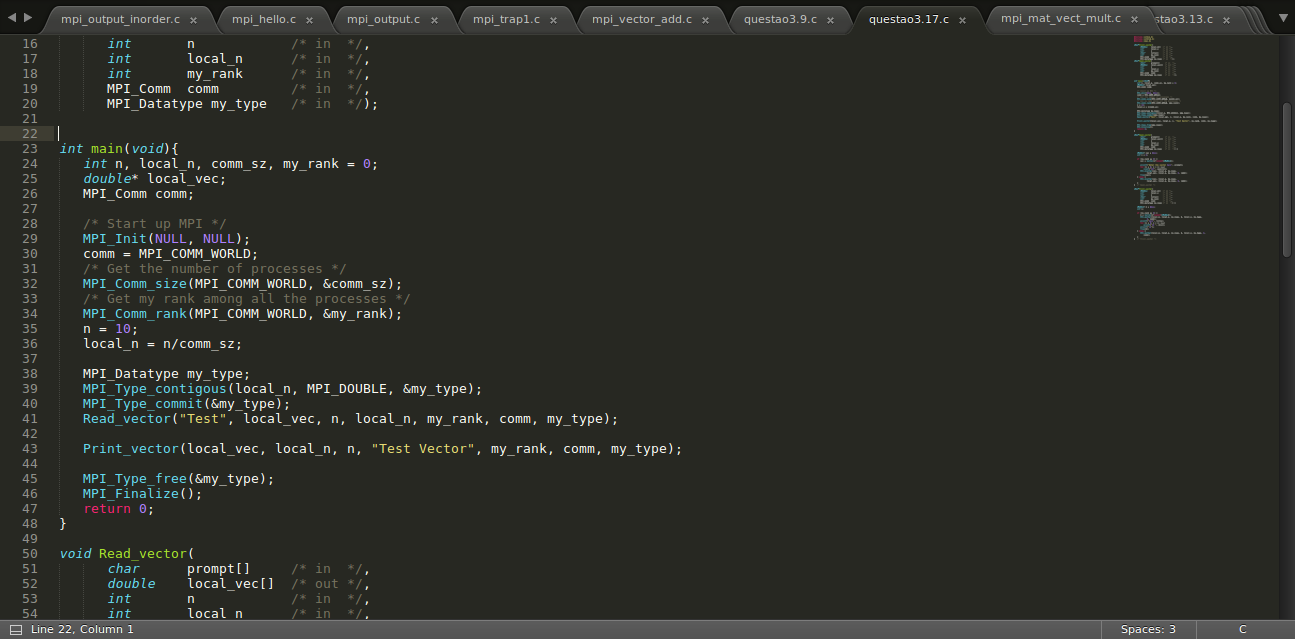 mpi_output_inorder.c × mpi_hello.c × mpi_output.c × mpi_trap1.c × mpi_vector_add.c × questao3.9.c × questao3.17.c × mpi_mat_vect_mult.c × stao3.13.c ×
16 int n /* in */,
17 int local_n /* in */,
18 int my_rank /* in */,
19 MPI_Comm comm /* in */,
20 MPI_Datatype my_type /* in */);
21
22
23 int main(void){
24 int n, local_n, comm_sz, my_rank = 0;
25 double* local_vec;
26 MPI_Comm comm;
27
28 /* Start up MPI */
29 MPI_Init(NULL, NULL);
30 comm = MPI_COMM_WORLD;
31 /* Get the number of processes */
32 MPI_Comm_size(MPI_COMM_WORLD, &comm_sz);
33 /* Get my rank among all the processes */
34 MPI_Comm_rank(MPI_COMM_WORLD, &my_rank);
35 n = 10;
36 local_n = n/comm_sz;
37
38 MPI_Datatype my_type;
39 MPI_Type_contigous(local_n, MPI_DOUBLE, &my_type);
40 MPI_Type_commit(&my_type);
41 Read_vector("Test", local_vec, n, local_n, my_rank, comm, my_type);
42
43 Print_vector(local_vec, local_n, n, "Test Vector", my_rank, comm, my_type);
44
45 MPI_Type_free(&my_type);
46 MPI_Finalize();
47 return 0;
48 }
49
50 void Read_vector(
51 char prompt[] /* in */,
52 double local_vec[] /* out */,
53 int n /* in */,
54 int local_n /* in */,
Line 22, Column 1 Spaces: 3 C